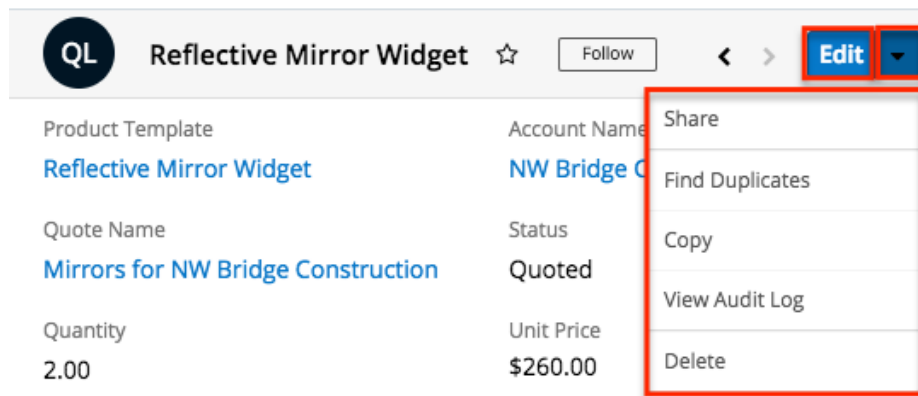 QL Reflective Mirror Widget Follow Edit
Product Template
Reflective Mirror Widget
Account Name
NW Bridge
Quote Name
Mirrors for NW Bridge Construction
Status
Quoted
Quantity
2.00
Unit Price
$260.00
Share
Find Duplicates
Copy
View Audit Log
Delete